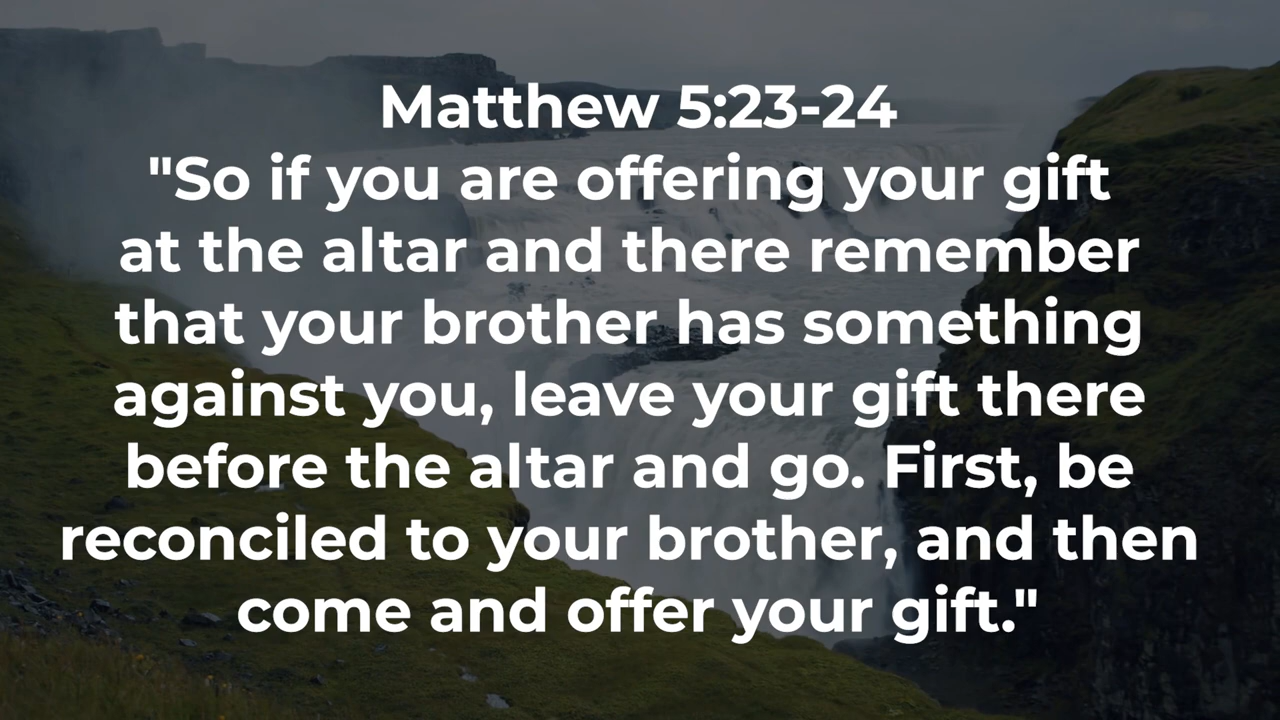 Matthew 5:23-24
"So if you are offering your gift
at the altar and there remember
that your brother has something
against you, leave your gift there
before the altar and go. First, be
reconciled to your brother, and then
come and offer your gift."